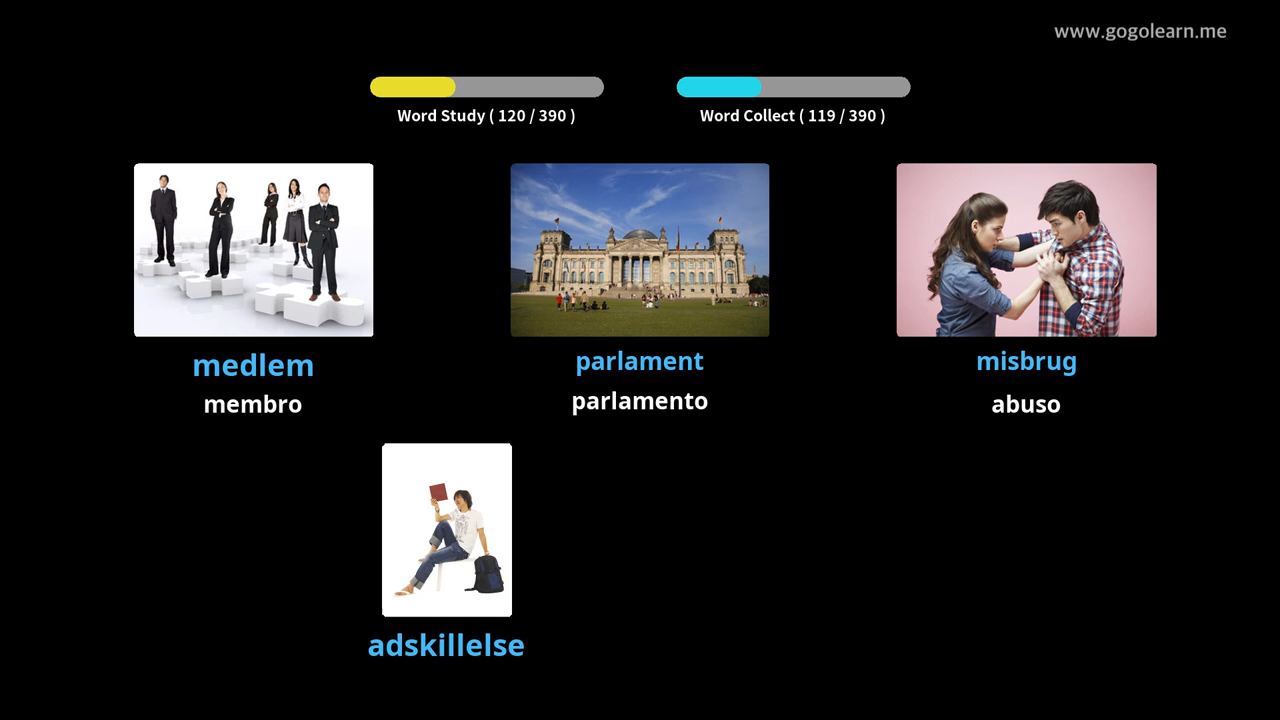 www.gogolearn.me
Word Study ( 120 / 390 )
Word Collect ( 119 / 390 )
medlem
membro
parlament
parlamento
misbrug
abuso
adskillelse